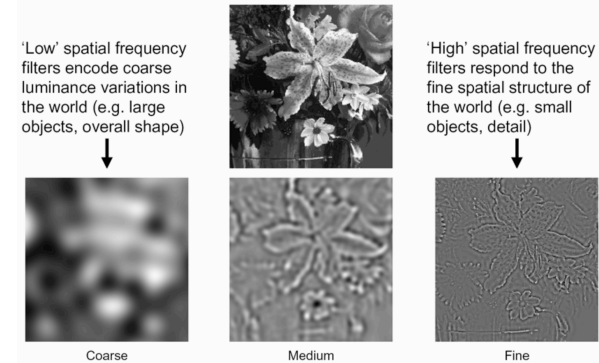 ‘Low’ spatial frequency
filters encode coarse
luminance variations in
the world (e.g. large
objects, overall shape)
‘High’ spatial frequency
filters respond to the
fine spatial structure of
the world (e.g. small
objects, detail)
Coarse
Medium
Fine